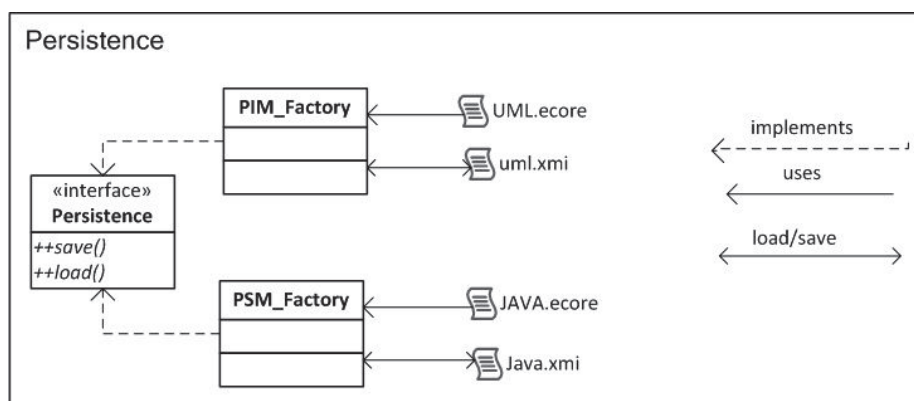 Persistence
PIM_Factory
UML.ecore
uml.xmi
«interface»
Persistence
++save()
++load()
PSM_Factory
JAVA.ecore
Java.xmi
implements
uses
load/save